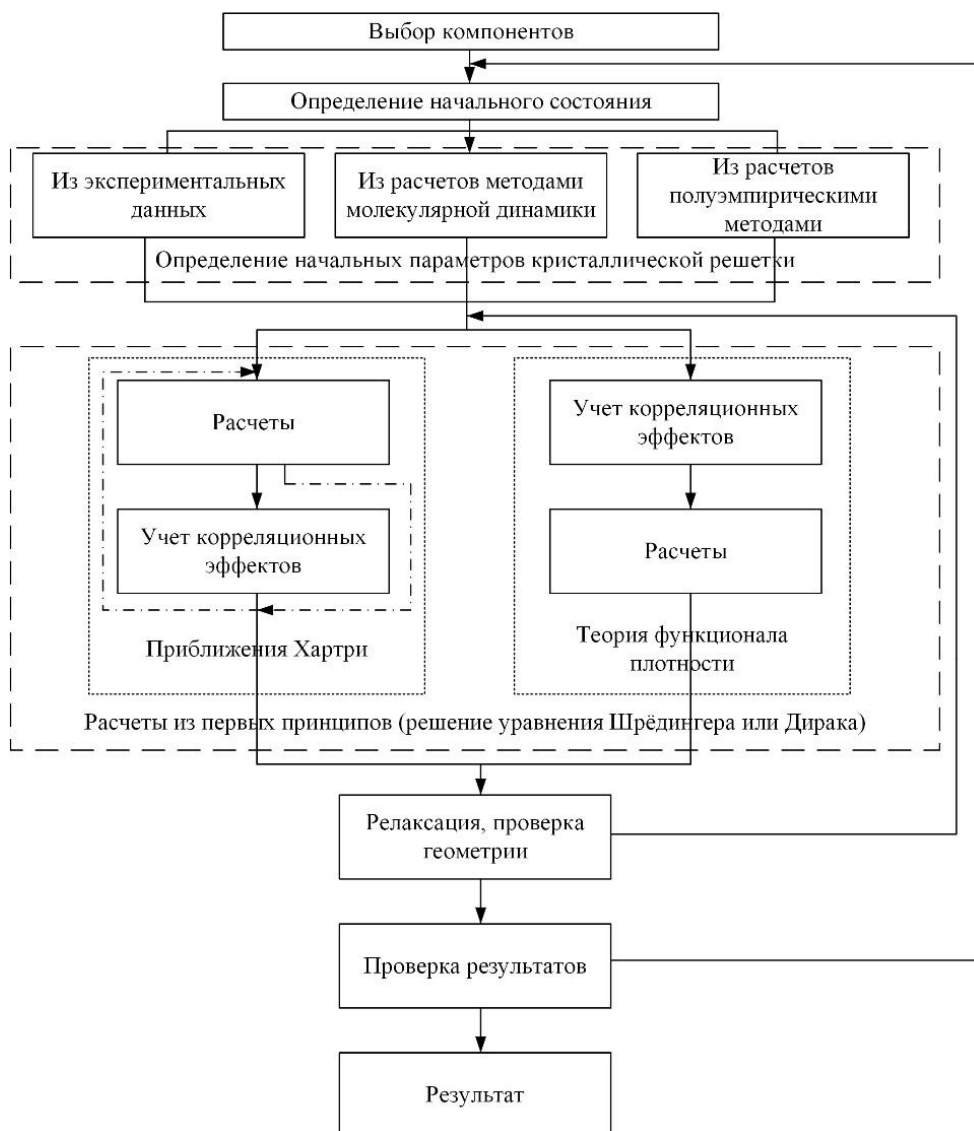 Выбор компонентов
Определение начального состояния
Из экспериментальных
данных
Из расчетов методами
молекулярной динамики
Из расчетов
полуэмпирическими
методами
Определение начальных параметров кристаллической решетки
Расчеты
Учет корреляционных
эффектов
Приближения Хартри
Учет корреляционных
эффектов
Расчеты
Теория функционала
плотности
Расчеты из первых принципов (решение уравнения Шрёдингера или Дирака)
Релаксация, проверка
геометрии
Проверка результатов
Результат